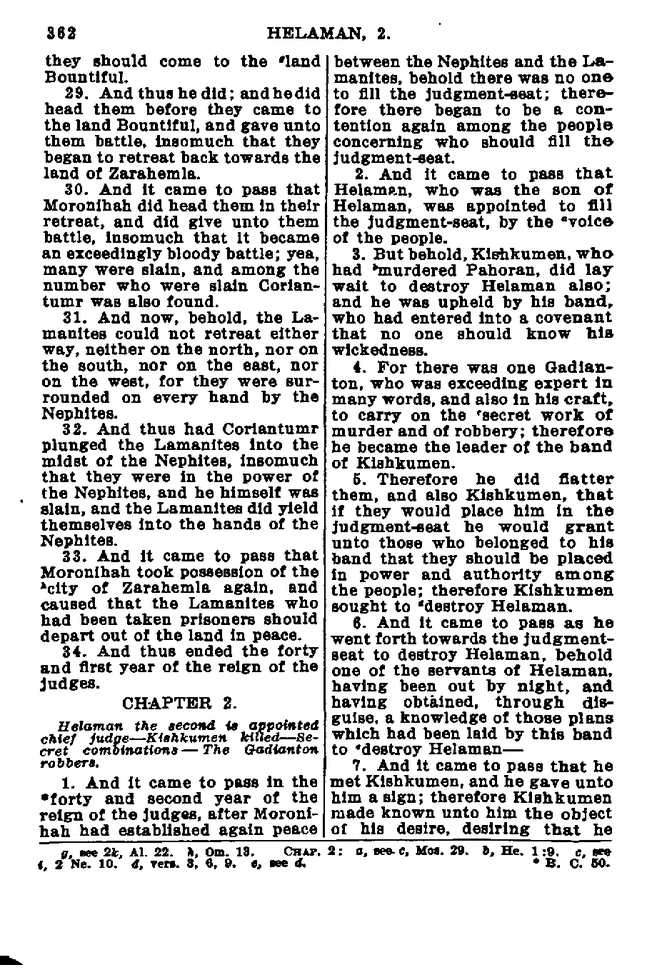 362
HELAMAN, 2.
they should come to the gland
Bountiful.
29. And thus he did; and he did
head them before they came to
the land Bountiful, and gave unto
them battle, insomuch that they
began to retreat back towards the
land of Zarahemla.
30. And it came to pass that
Moronihah did head them in their
retreat, and did give unto them
battle, insomuch that it became
an exceedingly bloody battle; yea,
many were slain, and among the
number who were slain Corian-
tumr was also found.
31. And now, behold, the La-
manites could not retreat either
way, neither on the north, nor on
the south, nor on the east, nor
on the west, for they were sur-
rounded on every hand by the
Nephites.
32. And thus had Coriantumr
plunged the Lamanites into the
midst of the Nephites, insomuch
that they were in the power of
the Nephites, and he himself was
slain, and the Lamanites did yield
themselves into the hands of the
Nephites.
33. And it came to pass that
Moronihah took possession of the
hcity of Zarahemla again, and
caused that the Lamanites who
had been taken prisoners should
depart out of the land in peace.
34. And thus ended the forty
and first year of the reign of the
judges.
CHAPTER 2.
Helaman the second is appointed
chief judge—Kishkumen killed—Se-
cret combinations—The Gadianton
robbers.
1. And it came to pass in the
*forty and second year of the
reign of the judges, after Moroni-
hah had established again peace
between the Nephites and the La-
manites, behold there was no one
to fill the judgment-seat; there-
fore there began to be a con-
tention again among the people
concerning who should fill the
judgment-seat.
2. And it came to pass that
Helaman, who was the son of
Helaman, was appointed to fill
the judgment-seat, by the avoice
of the people.
3. But behold, Kishkumen, who
had bmurdered Pahoran, did lay
wait to destroy Helaman also;
and he was upheld by his band,
who had entered into a covenant
that no one should know his
wickedness.
4. For there was one Gadian-
ton, who was exceeding expert in
many words, and also in his craft,
to carry on the csecret work of
murder and of robbery; therefore
he became the leader of the band
of Kishkumen.
5. Therefore he did flatter
them, and also Kishkumen, that
if they would place him in the
judgment-seat he would grant
unto those who belonged to his
band that they should be placed
in power and authority among
the people; therefore Kishkumen
sought to ddestroy Helaman.
6. And it came to pass as he
went forth towards the judgment-
seat to destroy Helaman, behold
one of the servants of Helaman,
having been out by night, and
having obtained, through dis-
guise, a knowledge of those plans
which had been laid by this band
to edestroy Helaman—
7. And it came to pass that he
met Kishkumen, and he gave unto
him a sign; therefore Kishkumen
made known unto him the object
of his desire, desiring that he
g, see 2k, Al. 22. h, Om. 13. CHAP. 2: a, see c, Mos. 29. b, He. 1:9. c, see
i, 2 Ne. 10. d, vers. 3, 6, 9. e, see d. * B. C. 50.